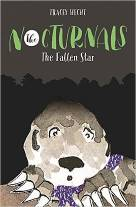 TRACEY HECHT
the
NOCTURNALS
The Fallen Star